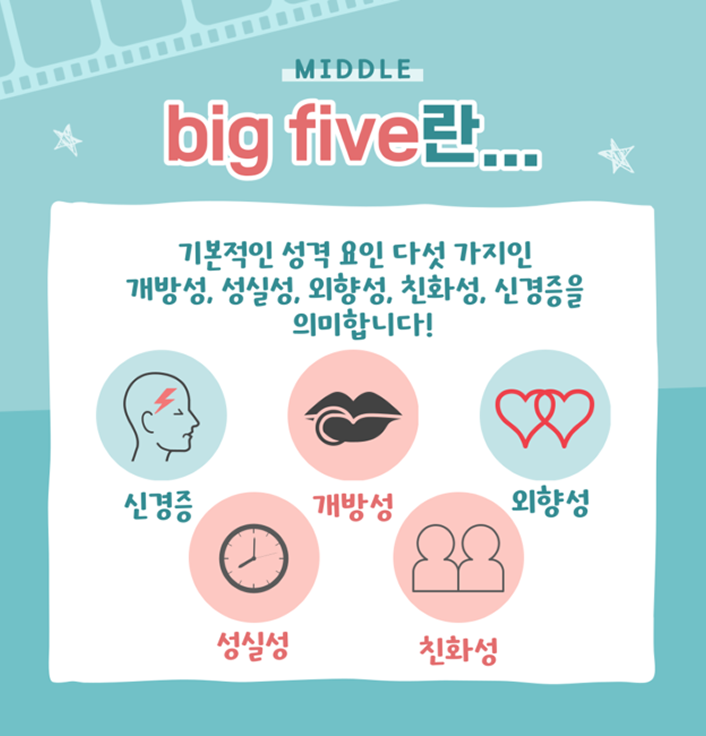 MIDDLE
big five란...
기본적인 성격 요인 다섯 가지인
개방성, 성실성, 외향성, 친화성, 신경증을
의미합니다!
신경증
개방성
외향성
성실성
친화성